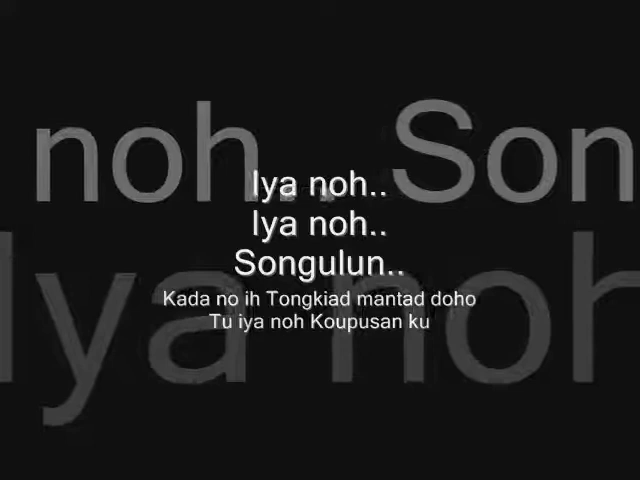 noh.. Son
Iya noh..
Iya noh..
Songulun..
Kada no ih Tongkiad mantad doho
Tu iya noh Koupusan ku
Iya noh